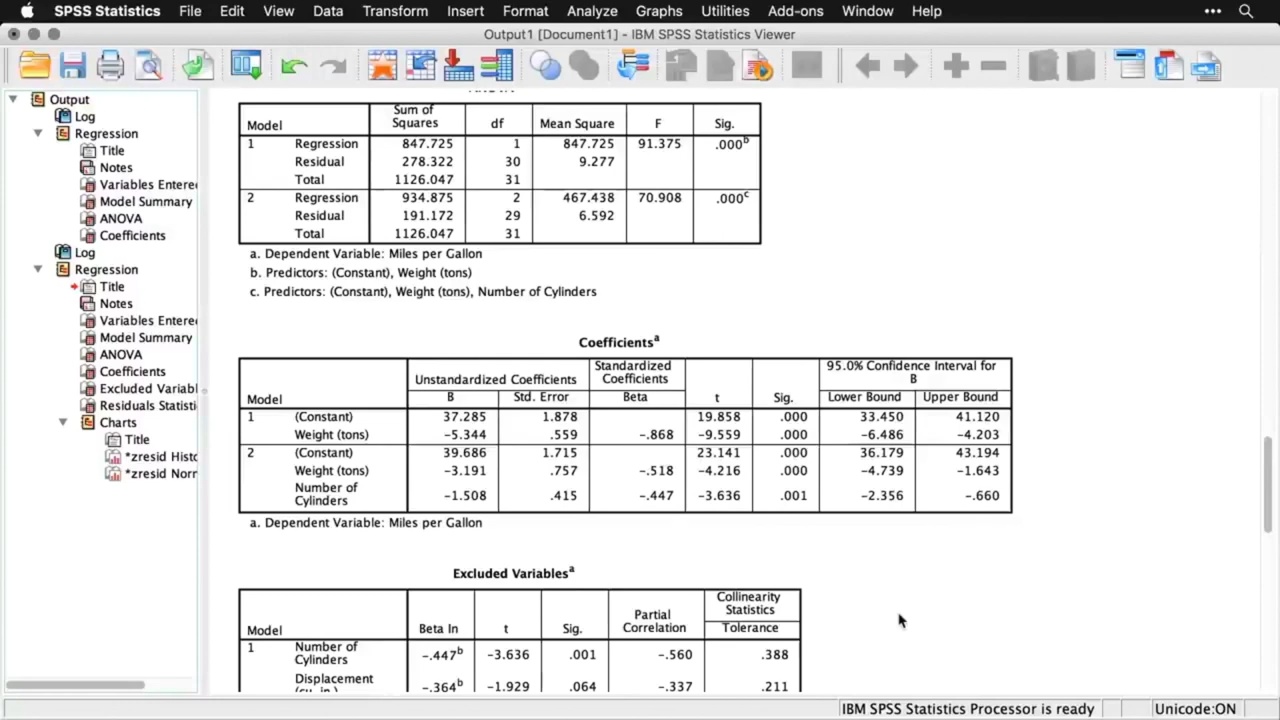 SPSS Statistics File Edit View Data Transform Insert Format Analyze Graphs Utilities Add-ons Window Help
Output1 [Document1] - IBM SPSS Statistics Viewer
Output
Log
Regression
Title
Notes
Variables Entere
Model Summary
ANOVA
Coefficients
Log
Regression
Title
Notes
Variables Entere
Model Summary
ANOVA
Coefficients
Excluded Variabl
Residuals Statisti
Charts
Title
*zresid Histo
*zresid Norr
Model Sum of Squares df Mean Square F Sig.
1 Regression 847.725 1 847.725 91.375 .000b
Residual 278.322 30 9.277
Total 1126.047 31
2 Regression 934.875 2 467.438 70.908 .000c
Residual 191.172 29 6.592
Total 1126.047 31
a. Dependent Variable: Miles per Gallon
b. Predictors: (Constant), Weight (tons)
c. Predictors: (Constant), Weight (tons), Number of Cylinders
Coefficientsa
Unstandardized Coefficients Standardized Coefficients 95.0% Confidence Interval for B
Model B Std. Error Beta t Sig. Lower Bound Upper Bound
1 (Constant) 37.285 1.878 19.858 .000 33.450 41.120
Weight (tons) -5.344 .559 -.868 -9.559 .000 -6.486 -4.203
2 (Constant) 39.686 1.715 23.141 .000 36.179 43.194
Weight (tons) -3.191 .757 -.518 -4.216 .000 -4.739 -1.643
Number of Cylinders -1.508 .415 -.447 -3.636 .001 -2.356 -.660
a. Dependent Variable: Miles per Gallon
Excluded Variablesa
Collinearity Statistics
Model Beta In t Sig. Partial Correlation Tolerance
1 Number of Cylinders -.447b -3.636 .001 -.560 .388
Displacement -.364b -1.929 .064 -.337 .211
IBM SPSS Statistics Processor is ready Unicode:ON